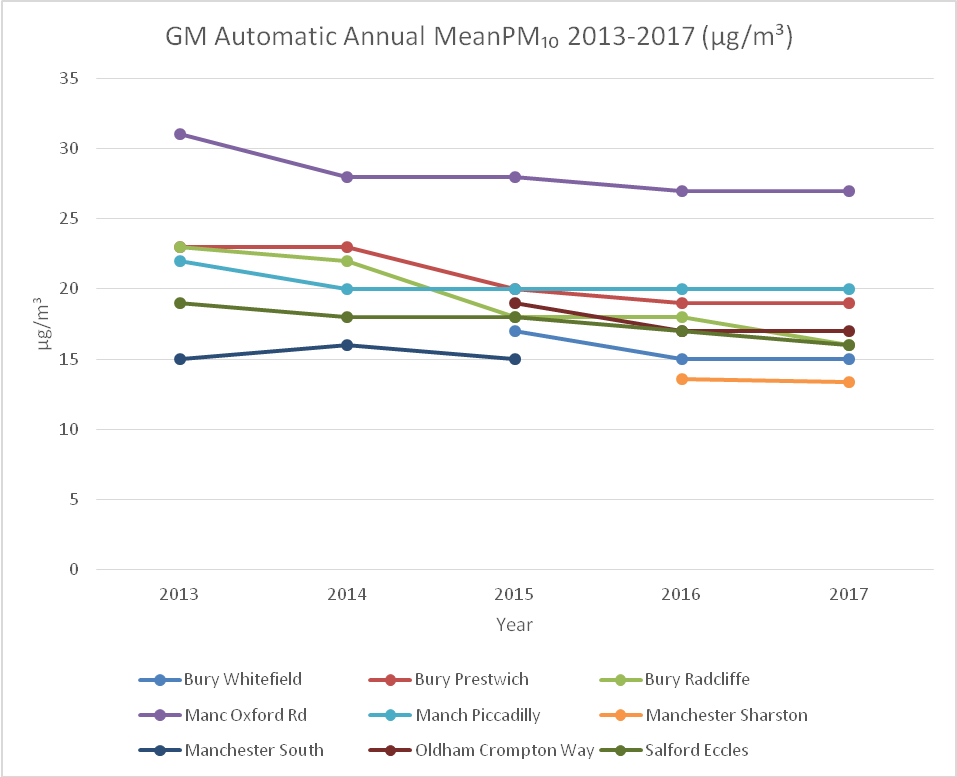 GM Automatic Annual MeanPM₁₀ 2013-2017 (µg/m³)
35
30
25
20
15
10
5
0
µg/m³
2013 2014 2015 2016 2017
Year
Bury Whitefield Bury Prestwich Bury Radcliffe
Manc Oxford Rd Manch Piccadilly Manchester Sharston
Manchester South Oldham Crompton Way Salford Eccles